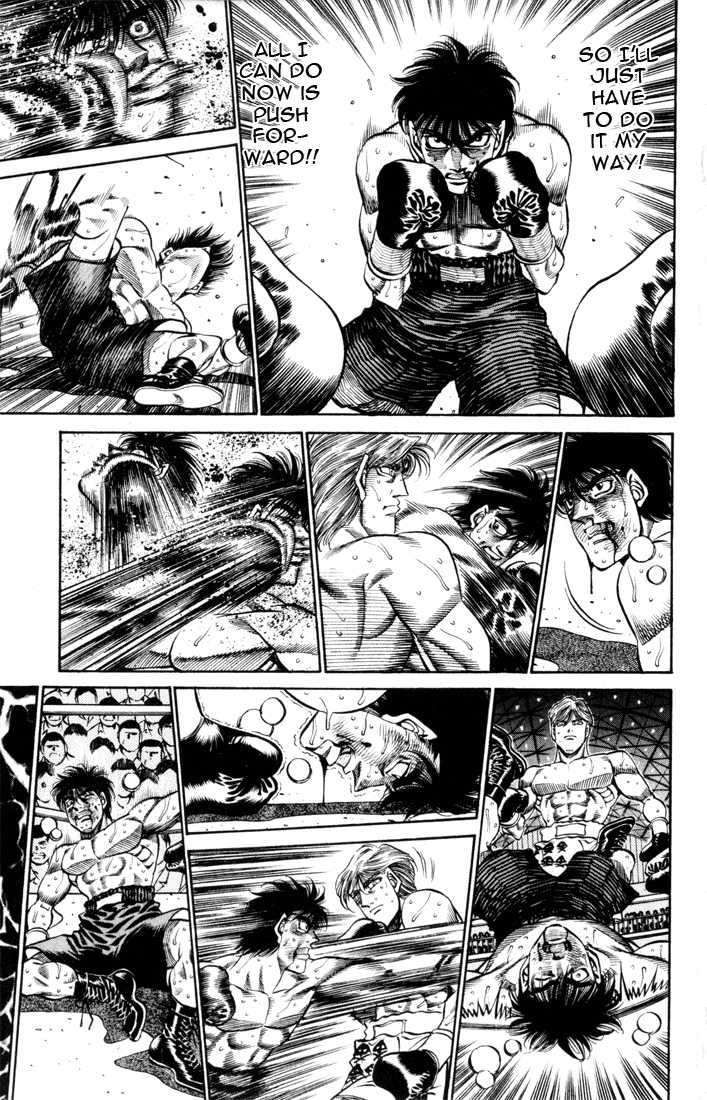 SO I'LL
JUST
HAVE
TO DO
IT MY
WAY!
ALL I
CAN DO
NOW IS
PUSH
FOR-
WARD!!